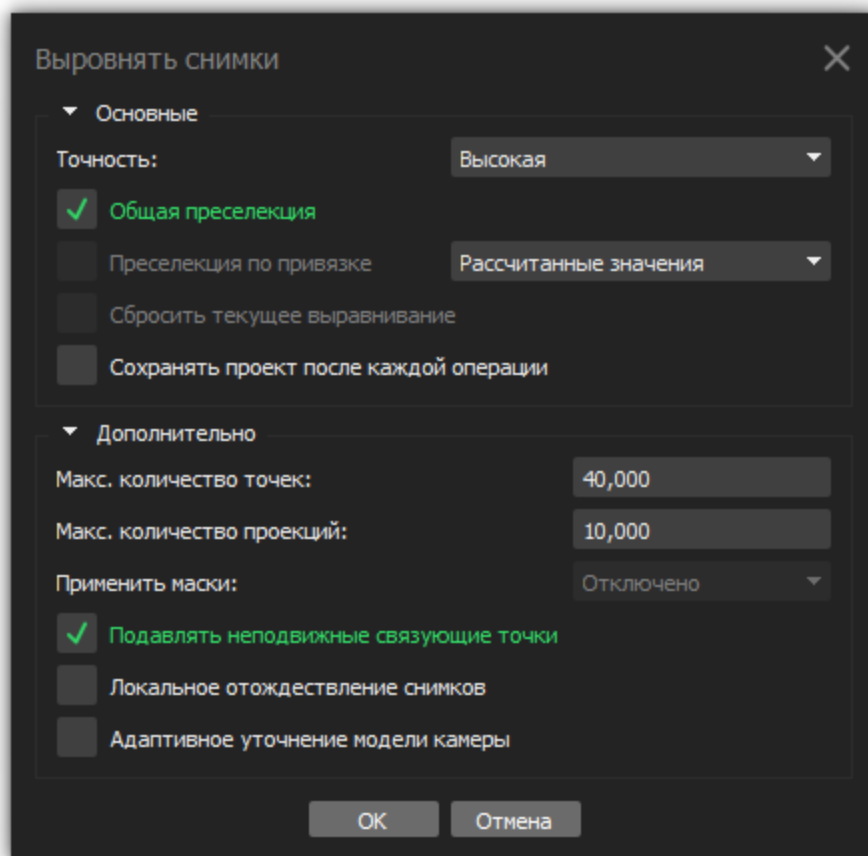 Выровнять снимки
Основные
Точность: Высокая
Общая преселекция
Преселекция по привязке Рассчитанные значения
Сбросить текущее выравнивание
Сохранять проект после каждой операции
Дополнительно
Макс. количество точек: 40,000
Макс. количество проекций: 10,000
Применить маски: Отключено
Подавлять неподвижные связующие точки
Локальное отождествление снимков
Адаптивное уточнение модели камеры
ОК Отмена